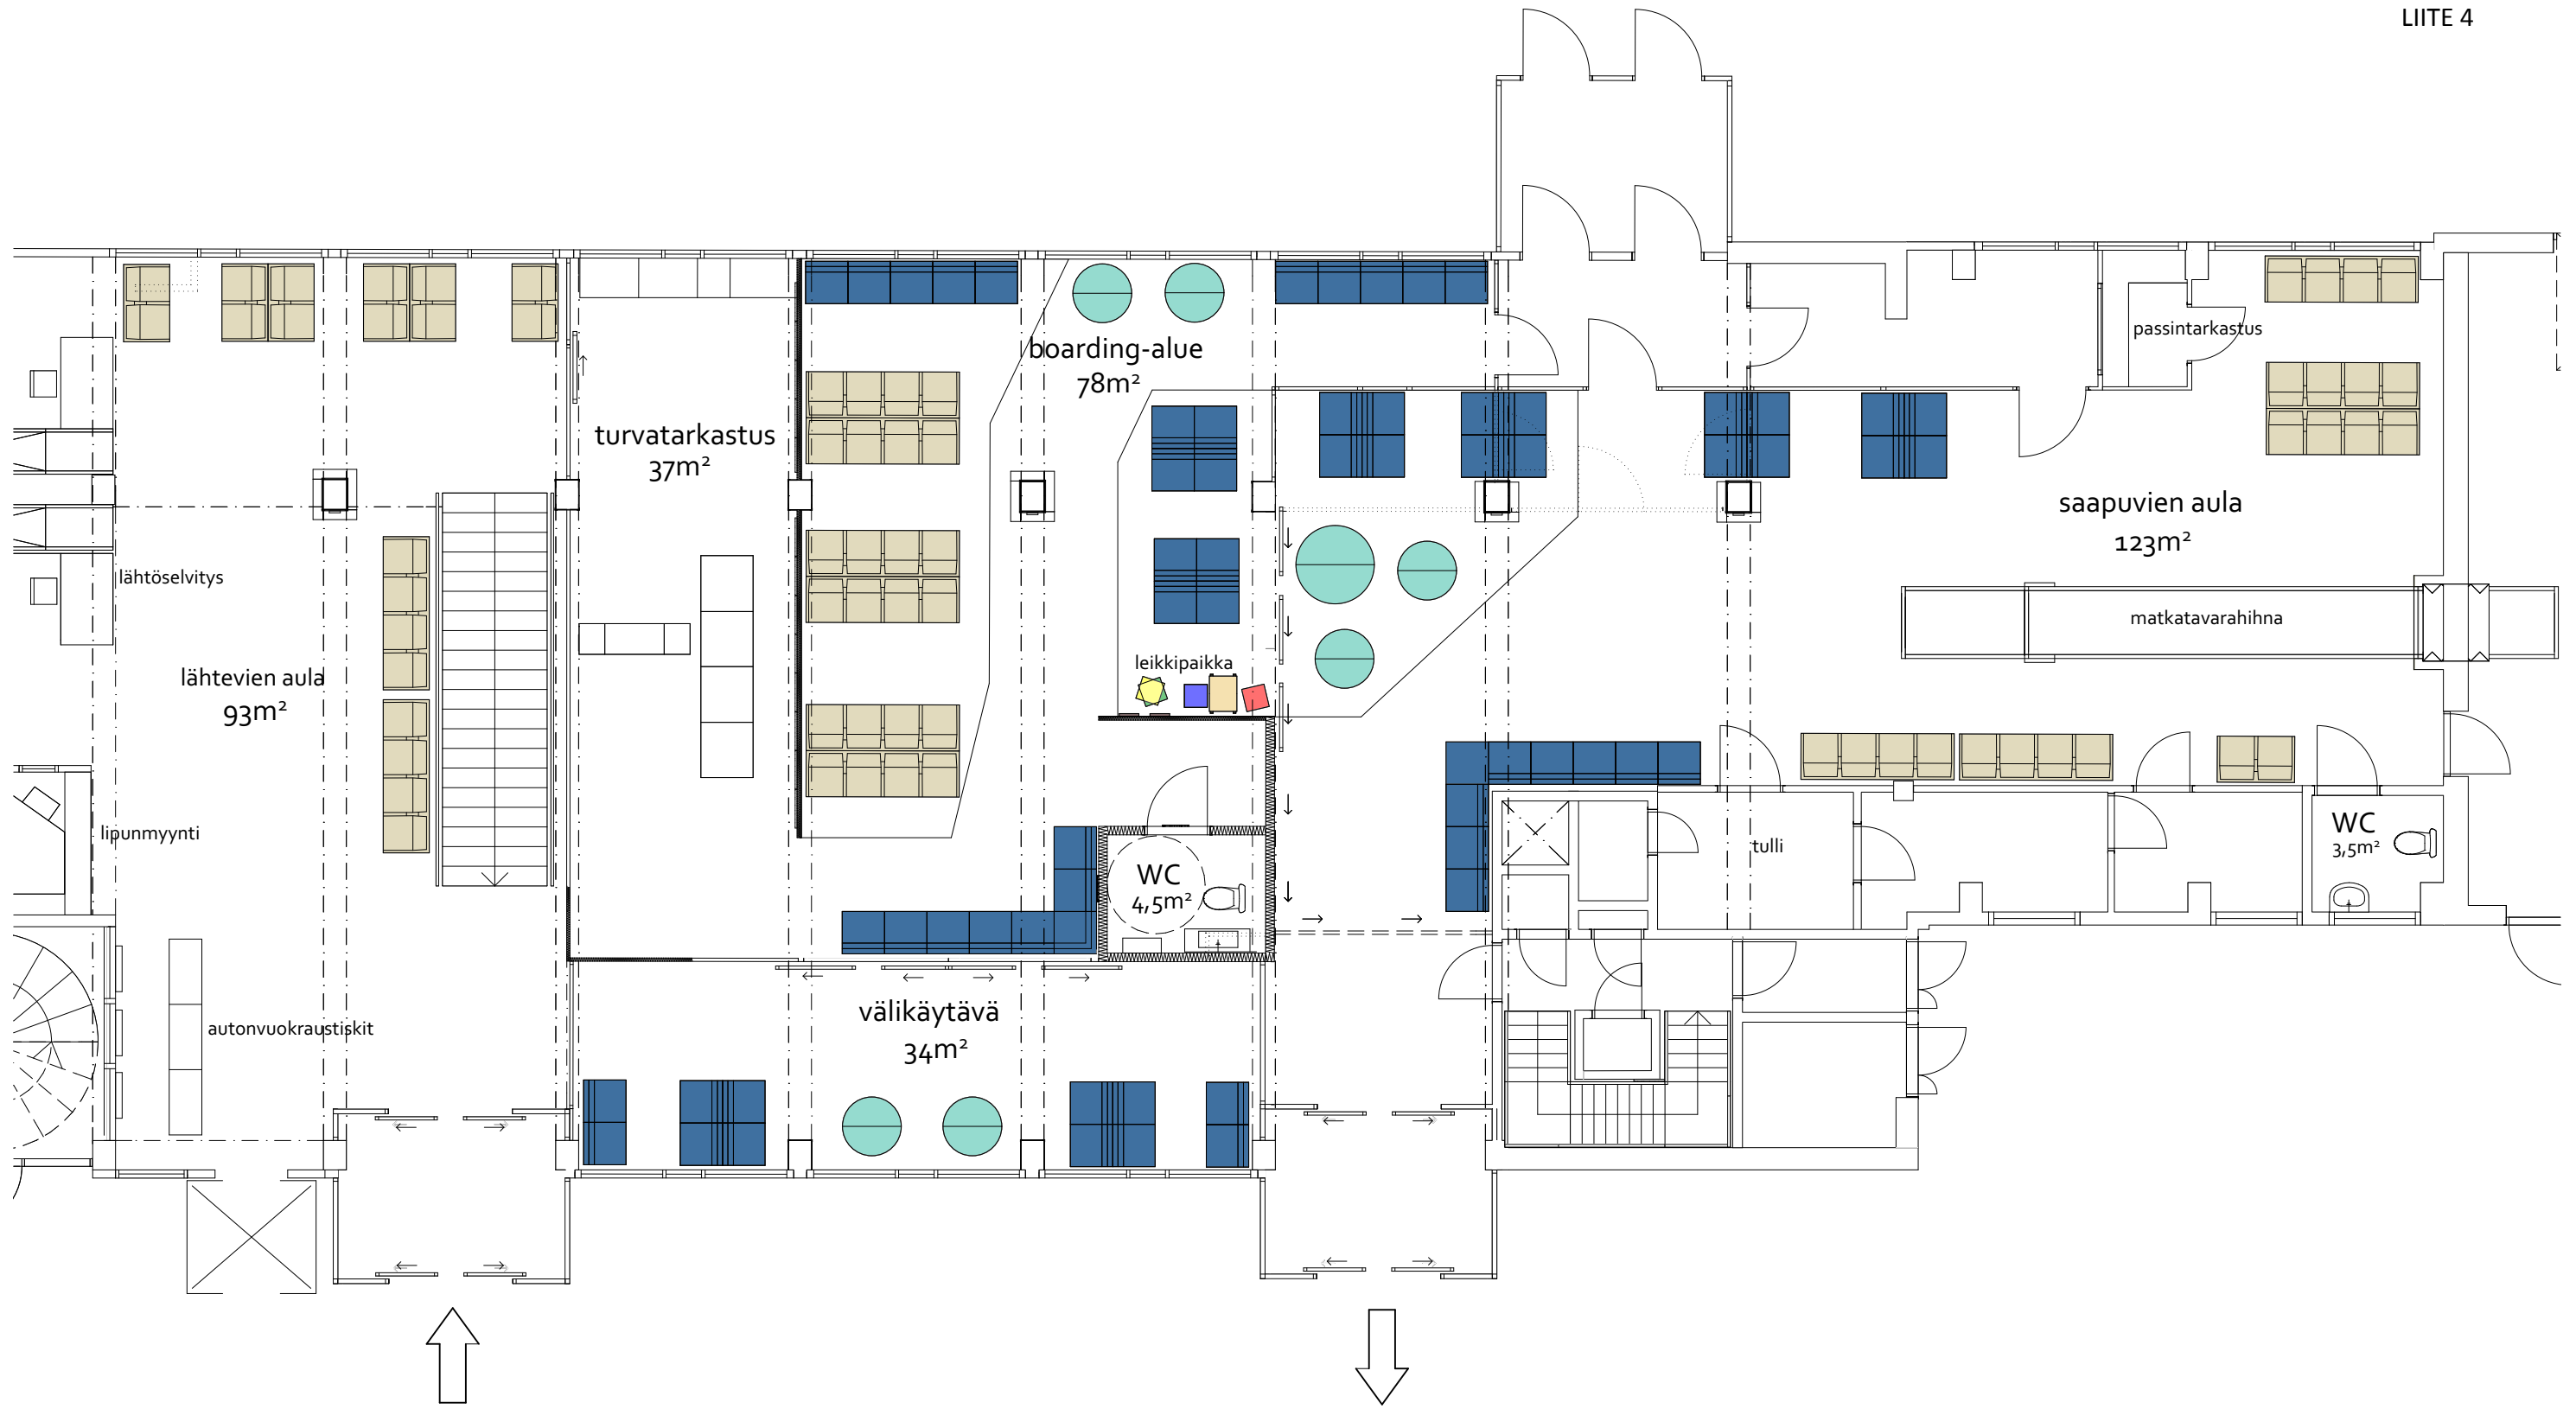 LIITE 4
passintarkastus
boarding-alue
78m²
turvatarkastus
37m²
saapuvien aula
123m²
lähtöselvitys
matkatavarahihna
leikkipaikka
lähtevien aula
93m²
lipunmyynti
WC
3,5m²
tulli
WC
4,5m²
välikäytävä
34m²
autonvuokraustiskit